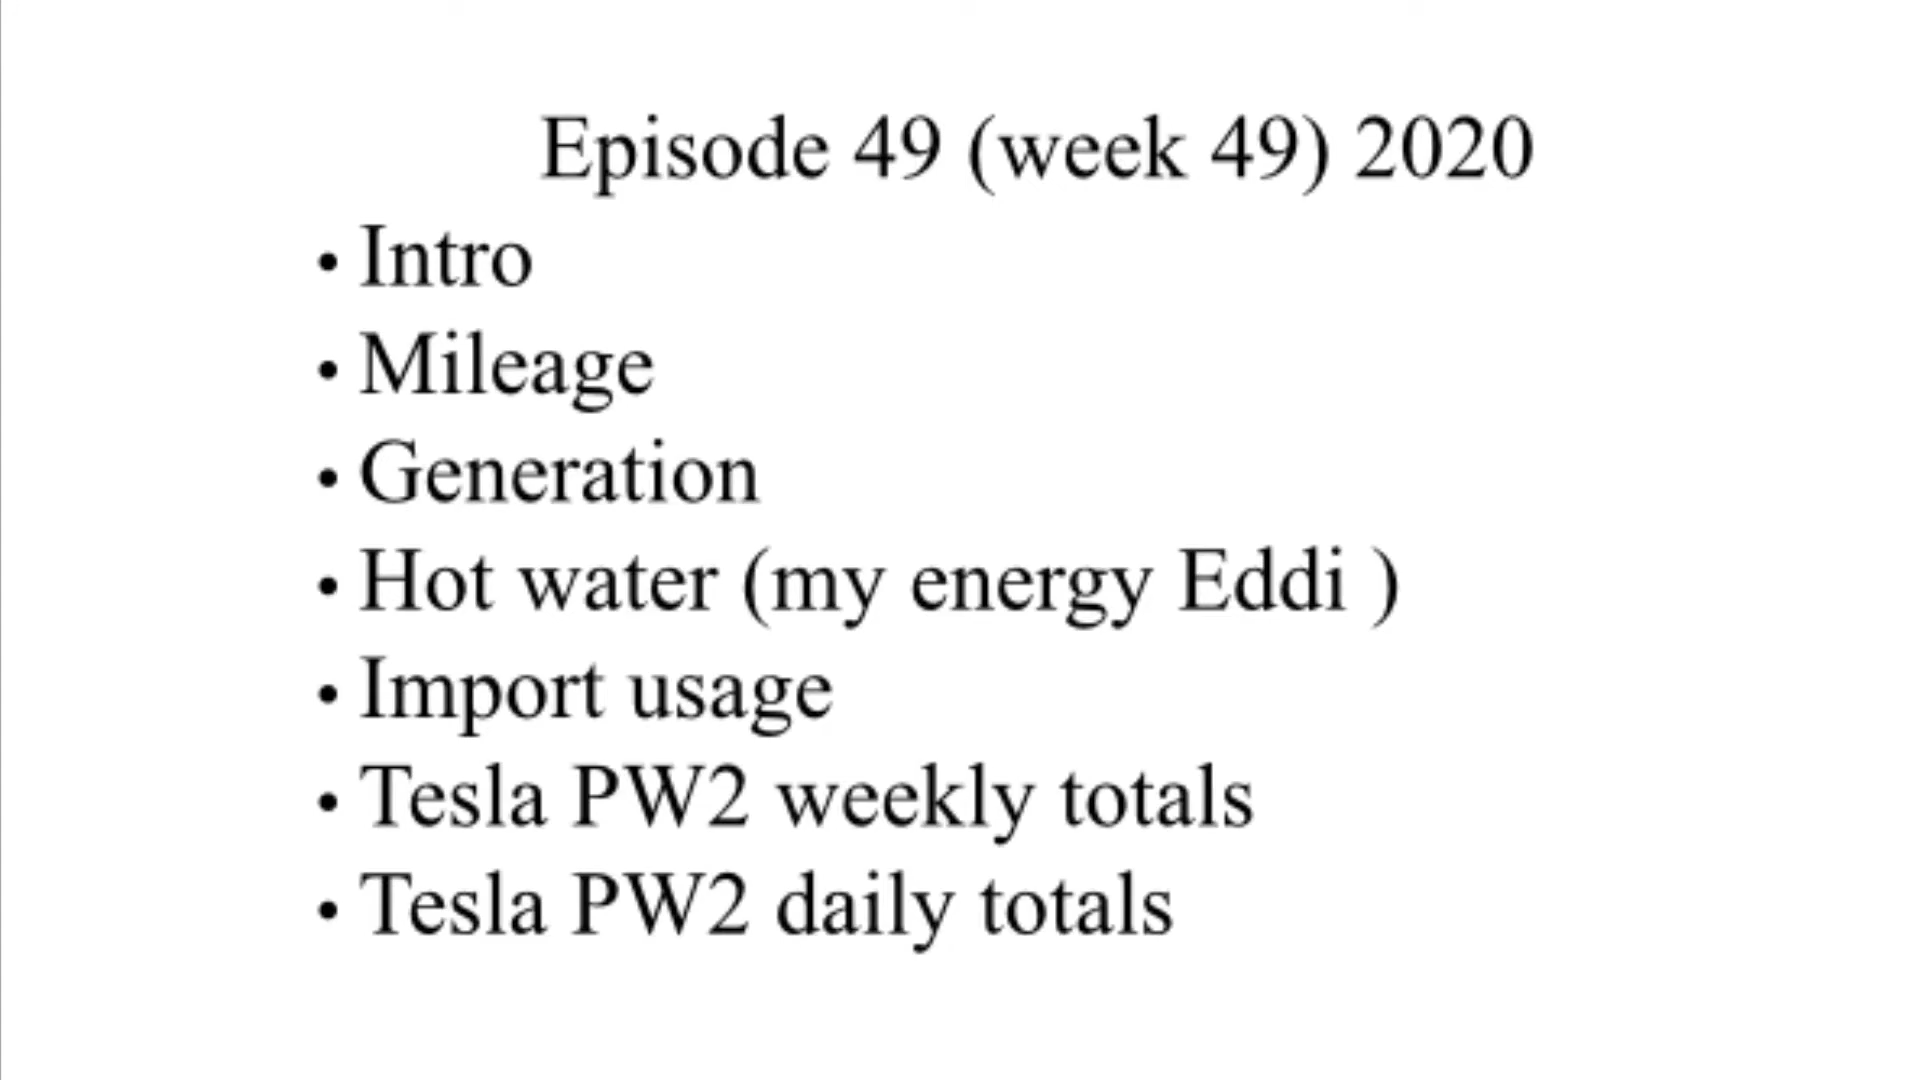 Episode 49 (week 49) 2020
• Intro
• Mileage
• Generation
• Hot water (my energy Eddi )
• Import usage
• Tesla PW2 weekly totals
• Tesla PW2 daily totals